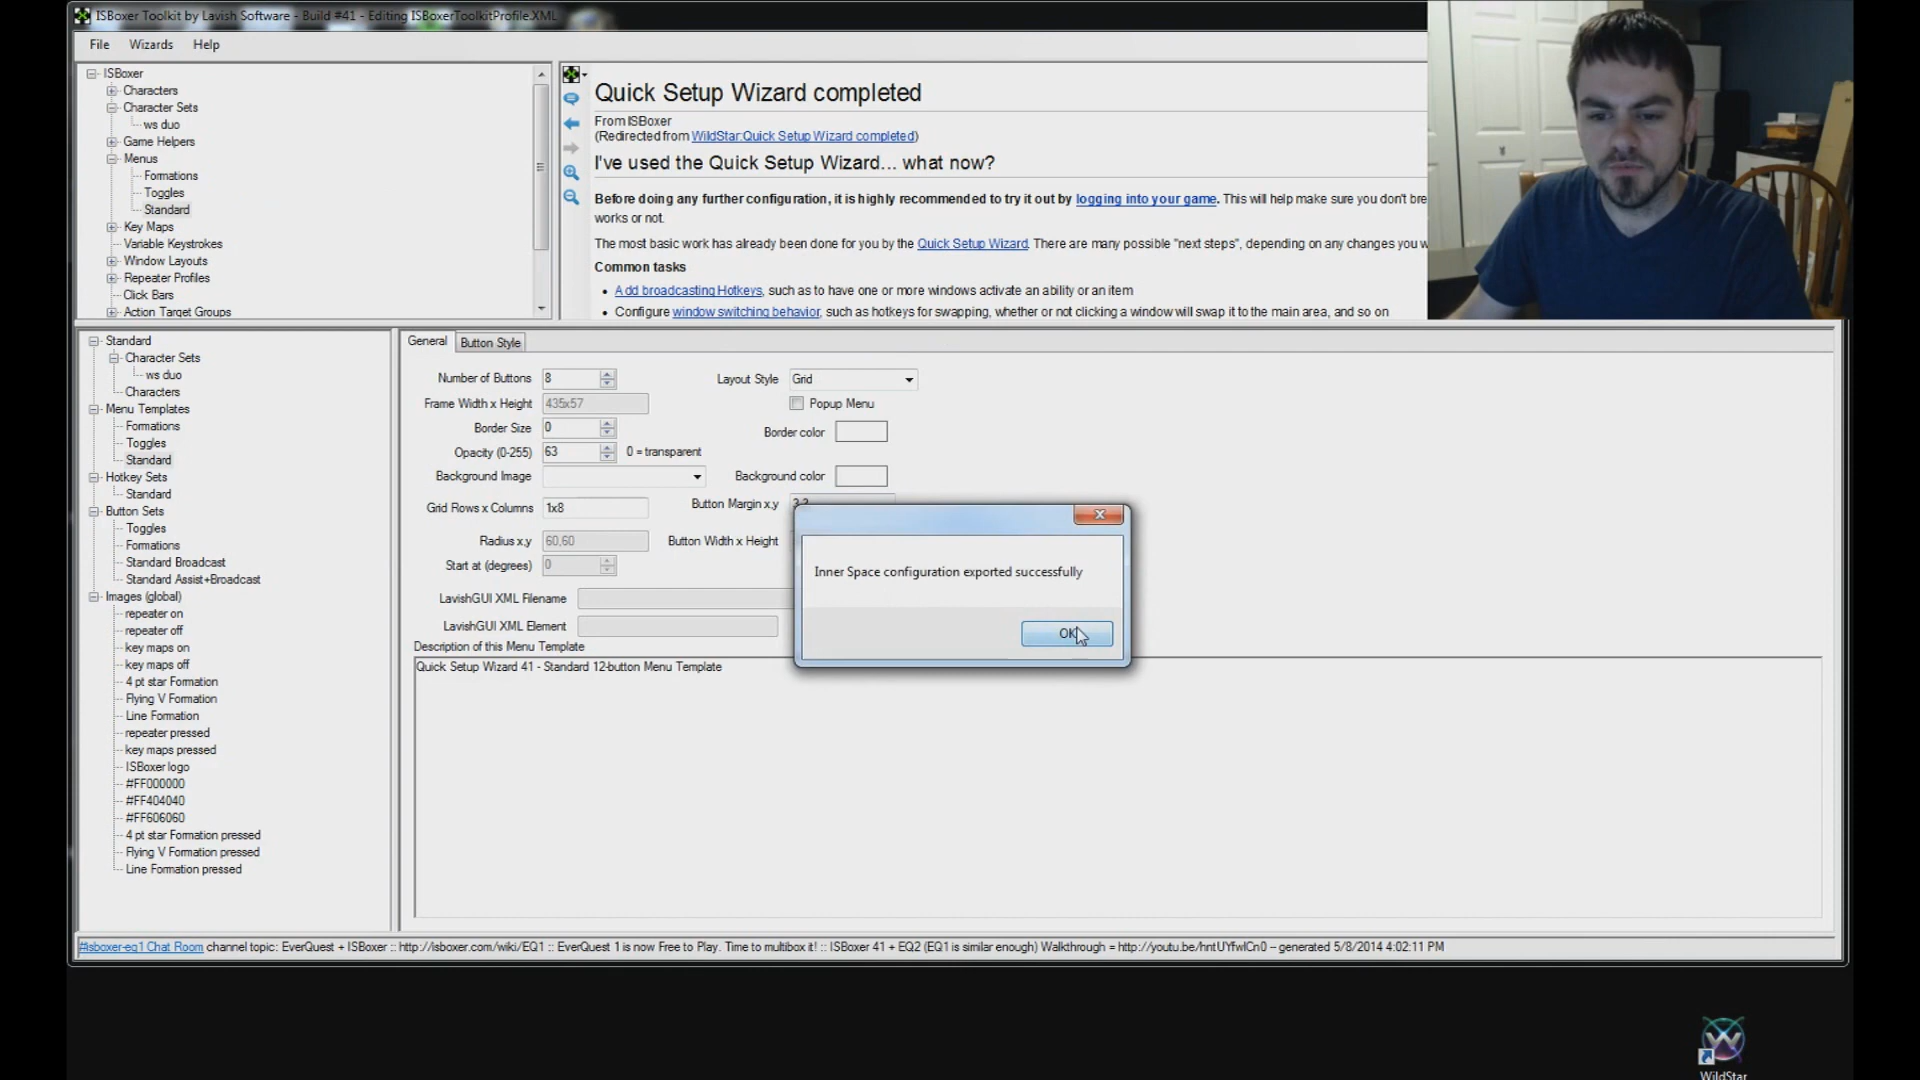 ISBoxer Toolkit by Lavish Software - Build #41 - Editing ISBoxerToolkitProfile.XML
File Wizards Help
ISBoxer
Characters
Character Sets
ws duo
Game Helpers
Menus
Formations
Toggles
Standard
Key Maps
Variable Keystrokes
Window Layouts
Repeater Profiles
Click Bars
Action Target Groups
Quick Setup Wizard completed
From ISBoxer
(Redirected from WildStar:Quick Setup Wizard completed)
I've used the Quick Setup Wizard... what now?
Before doing any further configuration, it is highly recommended to try it out by logging into your game. This will help make sure you don't bre
works or not.
The most basic work has already been done for you by the Quick Setup Wizard. There are many possible "next steps", depending on any changes you w
Common tasks
• Add broadcasting Hotkeys, such as to have one or more windows activate an ability or an item
• Configure window switching behavior, such as hotkeys for swapping, whether or not clicking a window will swap it to the main area, and so on
Standard
Character Sets
ws duo
Characters
Menu Templates
Formations
Toggles
Standard
Hotkey Sets
Standard
Button Sets
Toggles
Formations
Standard Broadcast
Standard Assist+Broadcast
Images (global)
repeater on
repeater off
key maps on
key maps off
4 pt star Formation
Flying V Formation
Line Formation
repeater pressed
key maps pressed
ISBoxer logo
#FF000000
#FF404040
#FF606060
4 pt star Formation pressed
Flying V Formation pressed
Line Formation pressed
General Button Style
Number of Buttons 8 Layout Style Grid
Frame Width x Height 435x57 Popup Menu
Border Size 0 Border color
Opacity (0-255) 63 0 = transparent
Background Image Background color
Grid Rows x Columns 1x8 Button Margin x,y
Radius x,y 60,60 Button Width x Height
Start at (degrees) 0
LavishGUI XML Filename
LavishGUI XML Element
Description of this Menu Template
Quick Setup Wizard 41 - Standard 12-button Menu Template
Inner Space configuration exported successfully
OK
#isboxer-eq1 Chat Room channel topic: EverQuest + ISBoxer :: http://isboxer.com/wiki/EQ1 :: EverQuest 1 is now Free to Play. Time to multibox it! :: ISBoxer 41 + EQ2 (EQ1 is similar enough) Walkthrough = http://youtu.be/hntUYfwICn0 -- generated 5/8/2014 4:02:11 PM
WildStar